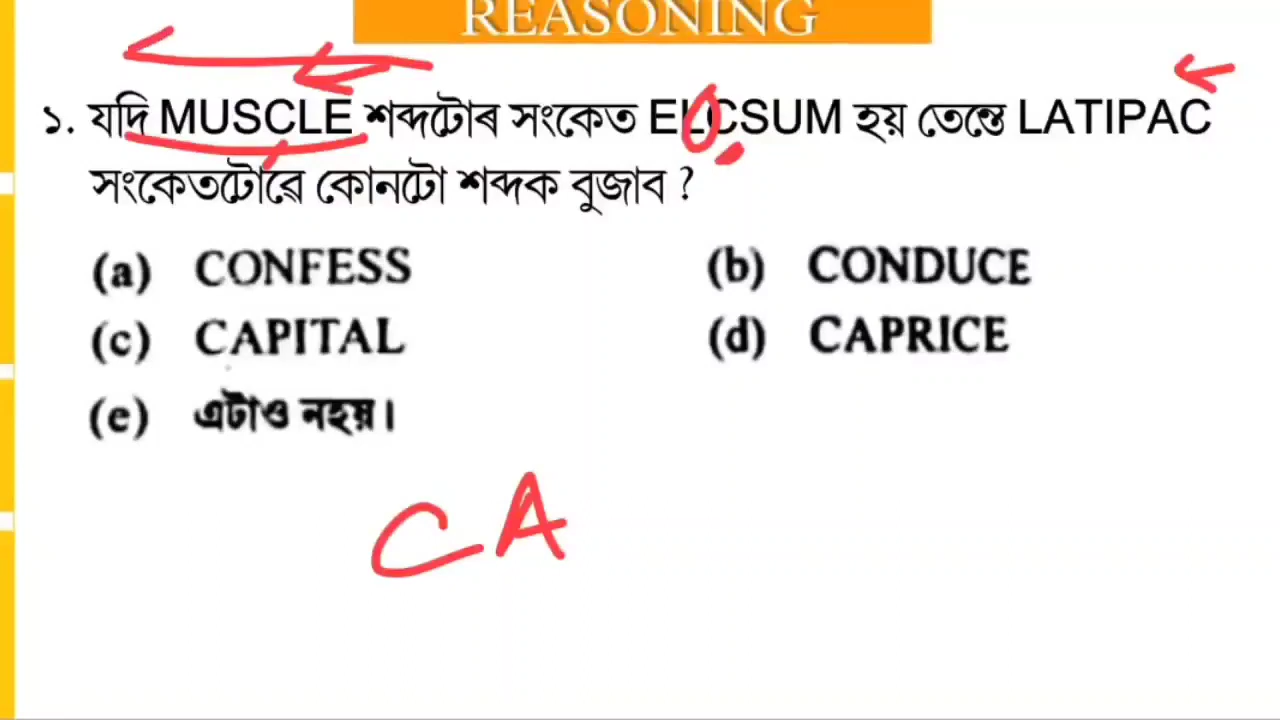 REASONING
১. যদি MUSCLE শব্দটোৰ সংকেত ELCSUM হয় তেন্তে LATIPAC
সংকেতটোৱে কোনটো শব্দক বুজাব ?
(a) CONFESS (b) CONDUCE
(c) CAPITAL (d) CAPRICE
(e) এটাও নহয়।
CA